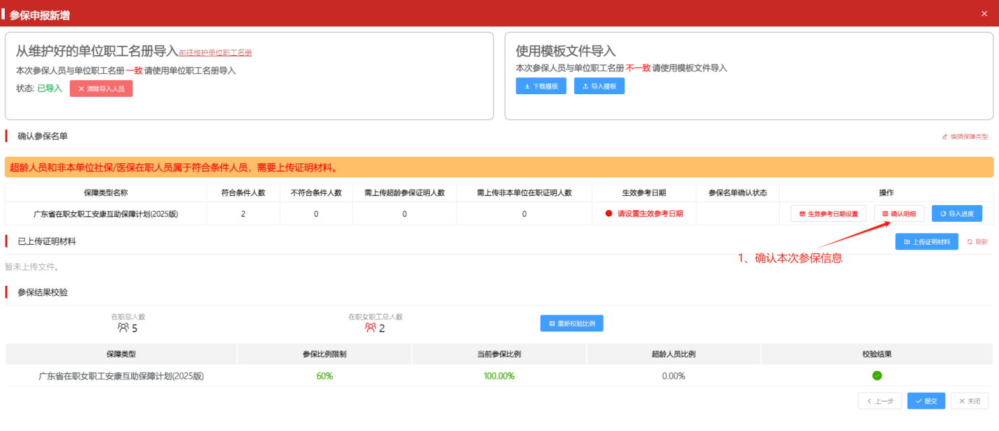 参保申报新增
从维护好的单位职工名册导入前往维护单位职工名册
本次参保人员与单位职工名册 一致 请使用单位职工名册导入
状态: 已导入 清除导入人员
使用模板文件导入
本次参保人员与单位职工名册 不一致 请使用模板文件导入
下载模板 导入模板
确认参保名单 编辑保障类型
超龄人员和非本单位社保/医保在职人员属于符合条件人员，需要上传证明材料。
保障类型名称 符合条件人数 不符合条件人数 需上传超龄参保证明人数 需上传非本单位在职证明人数 生效参考日期 参保名单确认状态 操作
广东省在职女职工安康互助保障计划(2025版) 2 0 0 0 请设置生效参考日期 生效参考日期设置 确认明细 导入进度
已上传证明材料 上传证明材料 刷新
1、确认本次参保信息
暂未上传文件。
参保结果校验
在职总人数 在职女职工总人数
5 2 重新校验比例
保障类型 参保比例限制 当前参保比例 超龄人员比例 校验结果
广东省在职女职工安康互助保障计划(2025版) 60% 100.00% 0.00%
上一步 提交 关闭